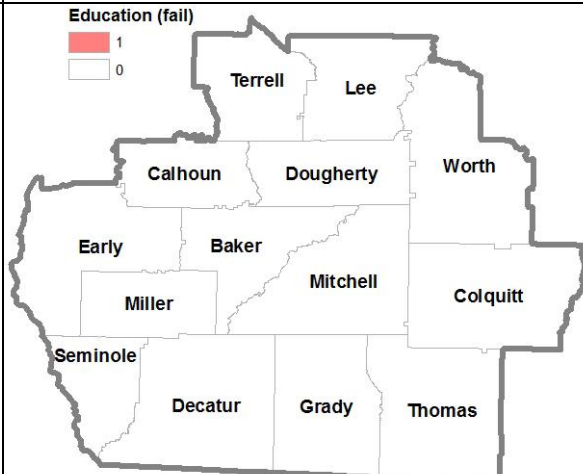 Education (fail)
1
0
Terrell
Lee
Calhoun
Dougherty
Worth
Early
Baker
Mitchell
Miller
Colquitt
Seminole
Decatur
Grady
Thomas